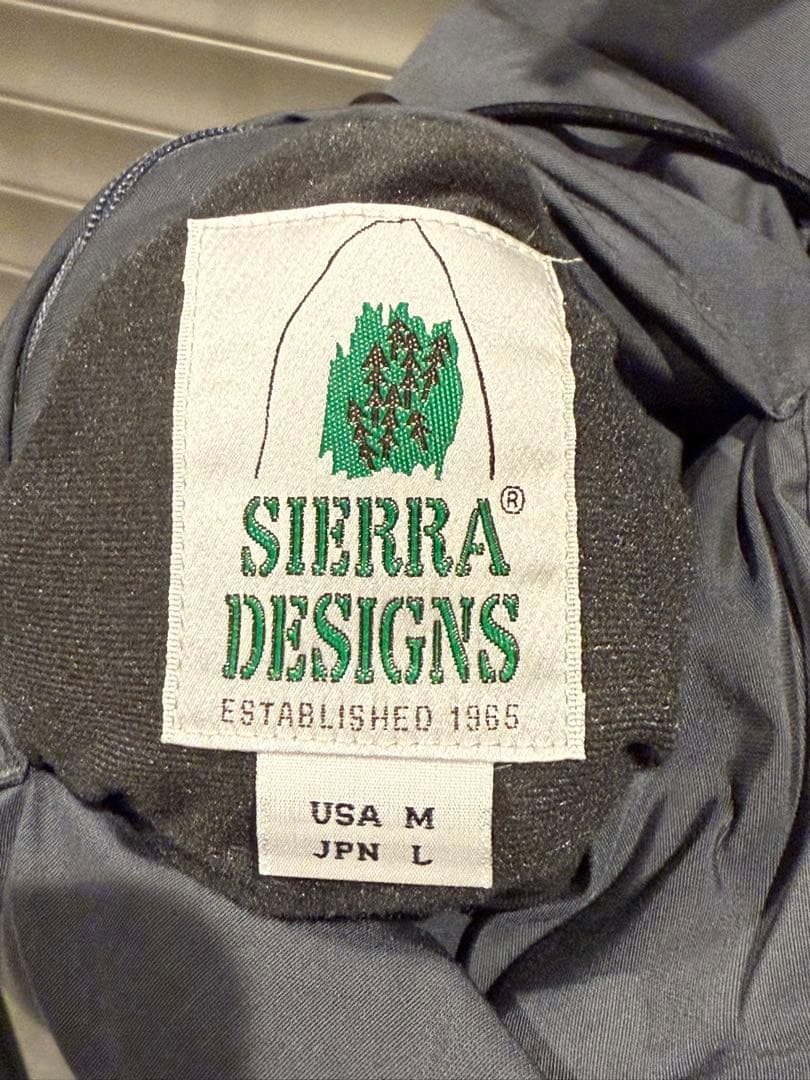 SIERRA®
DESIGNS
ESTABLISHED 1965
USA M
JPN L